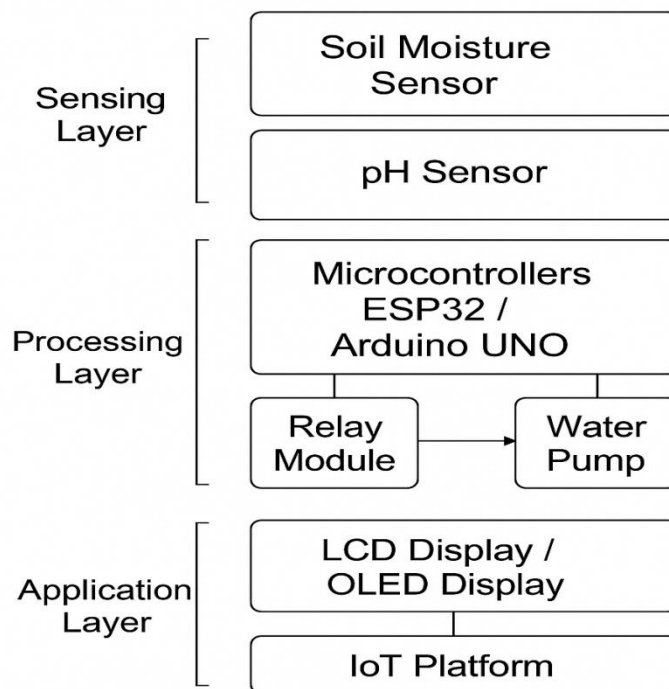 Sensing
Layer
Soil Moisture
Sensor
pH Sensor
Processing
Layer
Microcontrollers
ESP32 /
Arduino UNO
Relay
Module
Water
Pump
Application
Layer
LCD Display /
OLED Display
IoT Platform